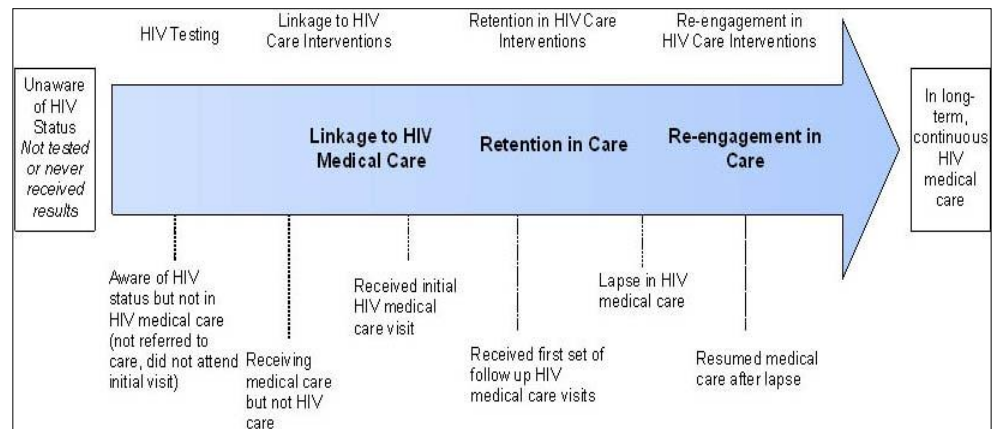 HIV Testing
Linkage to HIV
Care Interventions
Retention in HIV Care
Interventions
Re-engagement in
HIV Care Interventions
Unaware
of HIV
Status
Not tested
or never
received
results
Linkage to HIV
Medical Care
Retention in Care
Re-engagement in
Care
In long-
term,
continuous
HIV
medical
care
Aware of HIV
status but not in
HIV medical care
(not referred to
care, did not attend
initial visit)
Receiving
medical care
but not HIV
care
Received initial
HIV medical
care visit
Received first set of
follow up HIV
medical care visits
Lapse in HIV
medical care
Resumed medical
care after lapse